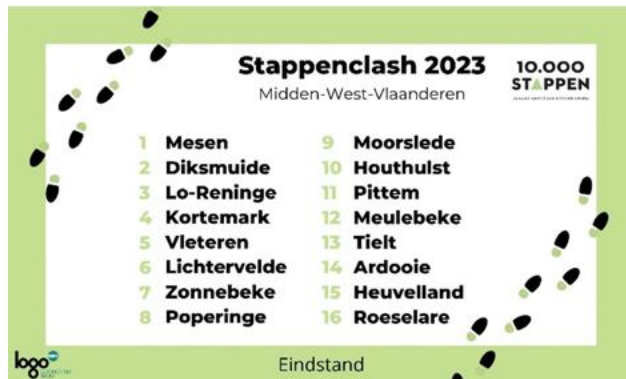 Stappenclash 2023
Midden-West-Vlaanderen
10.000
STAPPEN
1 Mesen
2 Diksmuide
3 Lo-Reninge
4 Kortemark
5 Vleteren
6 Lichtervelde
7 Zonnebeke
8 Poperinge
9 Moorslede
10 Houthulst
11 Pittem
12 Meulebeke
13 Tielt
14 Ardooie
15 Heuvelland
16 Roeselare
logo
Eindstand